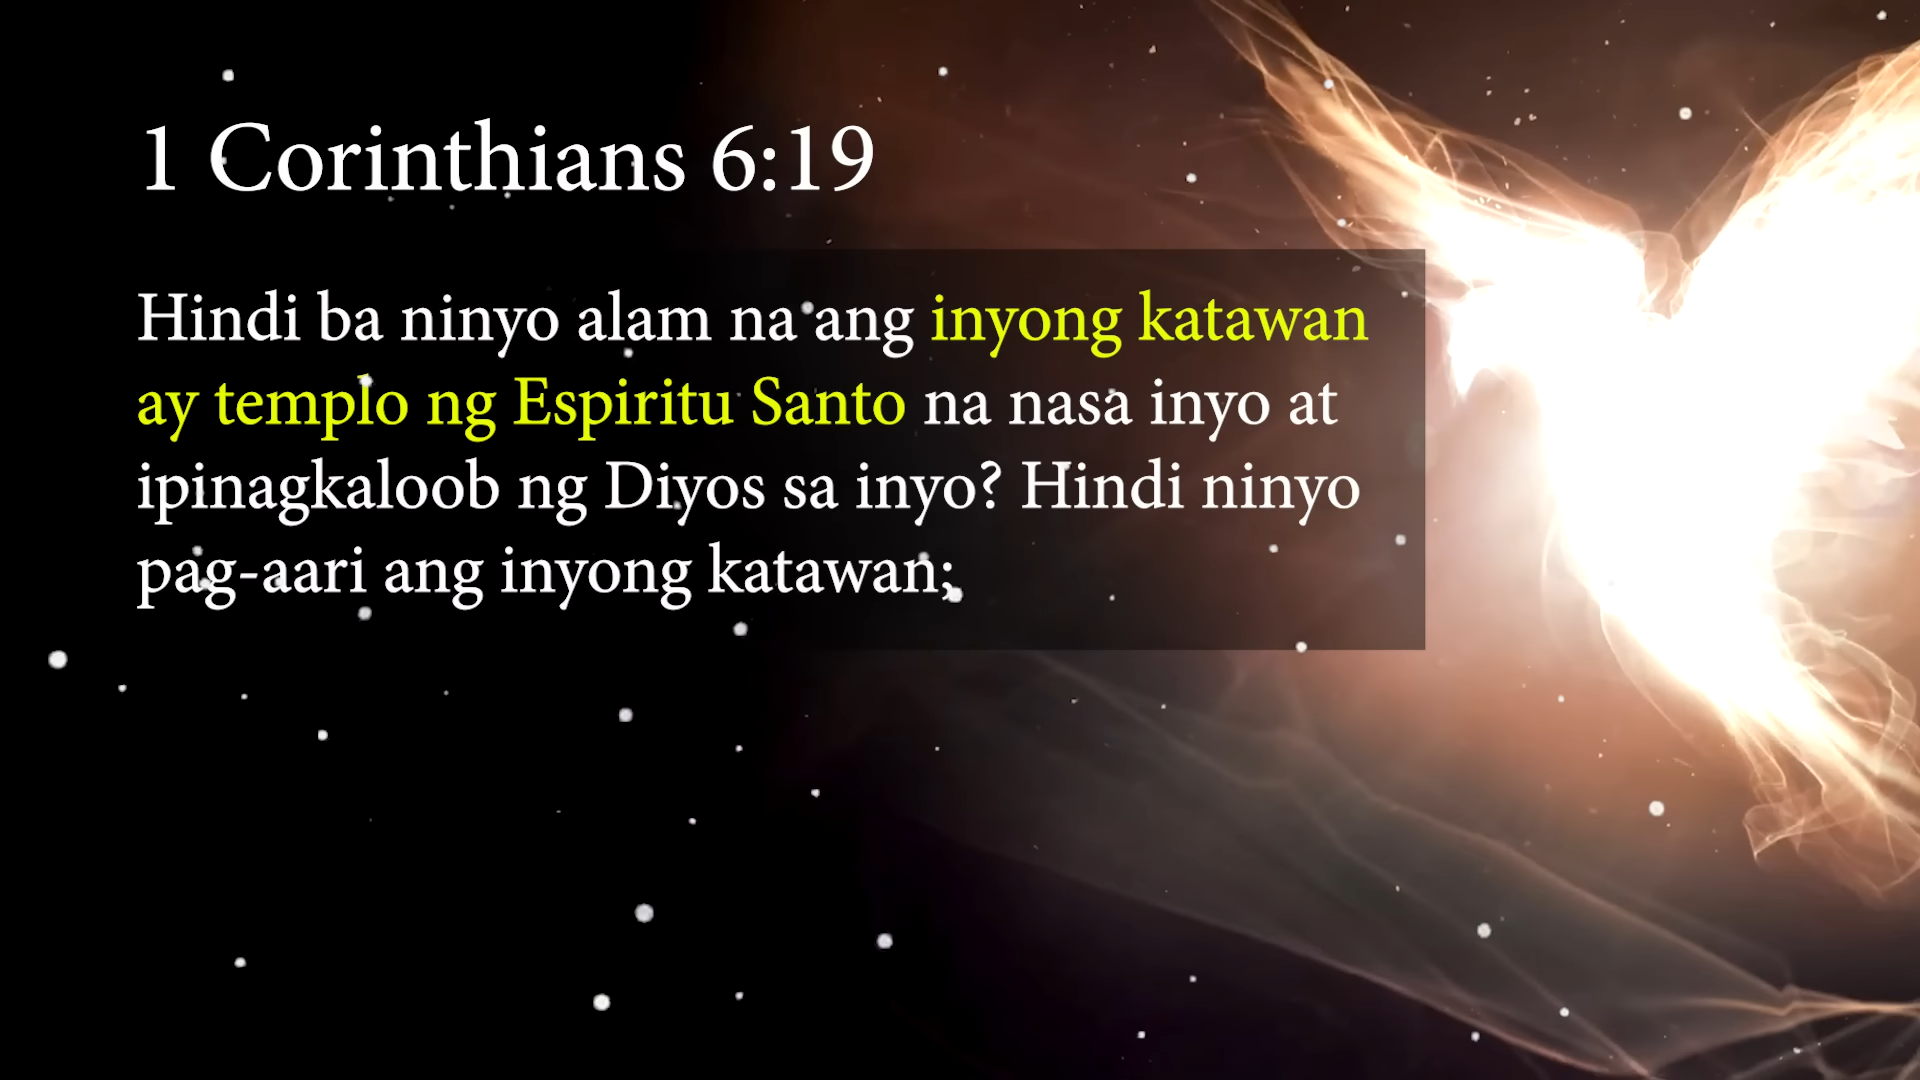 1 Corinthians 6:19
Hindi ba ninyo alam na ang inyong katawan
ay templo ng Espiritu Santo na nasa inyo at
ipinagkaloob ng Diyos sa inyo? Hindi ninyo
pag-aari ang inyong katawan;